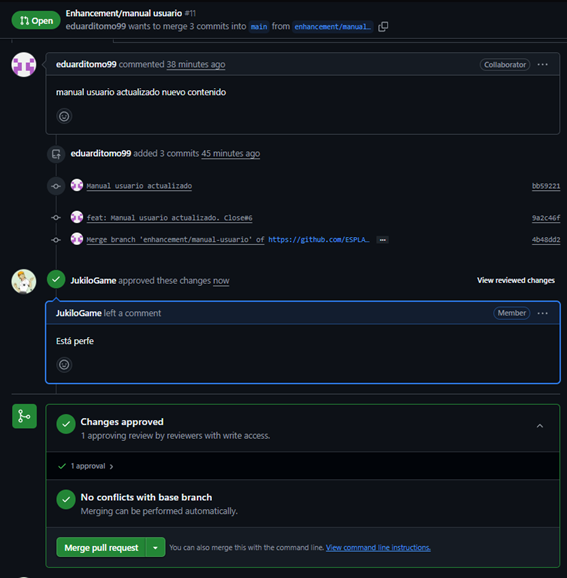 Open
Enhancement/manual usuario #11
eduarditomo99 wants to merge 3 commits into main from enhancement/manual…
eduarditomo99 commented 38 minutes ago Collaborator ...
manual usuario actualizado nuevo contenido
eduarditomo99 added 3 commits 45 minutes ago
Manual usuario actualizado bb59221
feat: Manual usuario actualizado. Close#6 9a2c46f
Merge branch 'enhancement/manual-usuario' of https://github.com/ESPLA… ... 4b48dd2
JukiloGame approved these changes now View reviewed changes
JukiloGame left a comment Member ...
Está perfe
Changes approved
1 approving review by reviewers with write access.
1 approval
No conflicts with base branch
Merging can be performed automatically.
Merge pull request You can also merge this with the command line. View command line instructions.